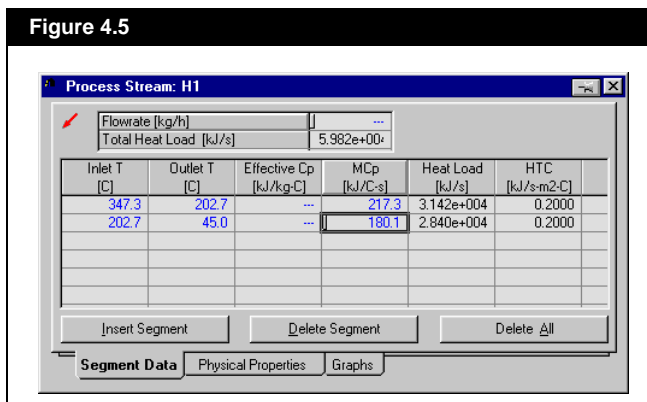 Figure 4.5
Process Stream: H1
Flowrate [kg/h] ---
Total Heat Load [kJ/s] 5.982e+004
Inlet T Outlet T Effective Cp MCp Heat Load HTC
[C] [C] [kJ/kg-C] [kJ/C-s] [kJ/s] [kJ/s-m2-C]
347.3 202.7 --- 217.3 3.142e+004 0.2000
202.7 45.0 --- 180.1 2.840e+004 0.2000
Insert Segment Delete Segment Delete All
Segment Data Physical Properties Graphs